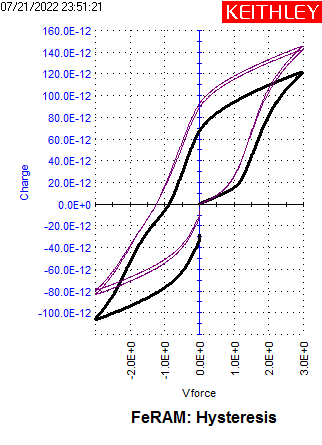 07/21/2022 23:51:21
KEITHLEY
160.0E-12
140.0E-12
120.0E-12
100.0E-12
80.0E-12
60.0E-12
40.0E-12
20.0E-12
0.0E+0
-20.0E-12
-40.0E-12
-60.0E-12
-80.0E-12
-100.0E-12
Charge
-2.0E+0
-1.0E+0
0.0E+0
1.0E+0
2.0E+0
3.0E+0
Vforce
FeRAM: Hysteresis